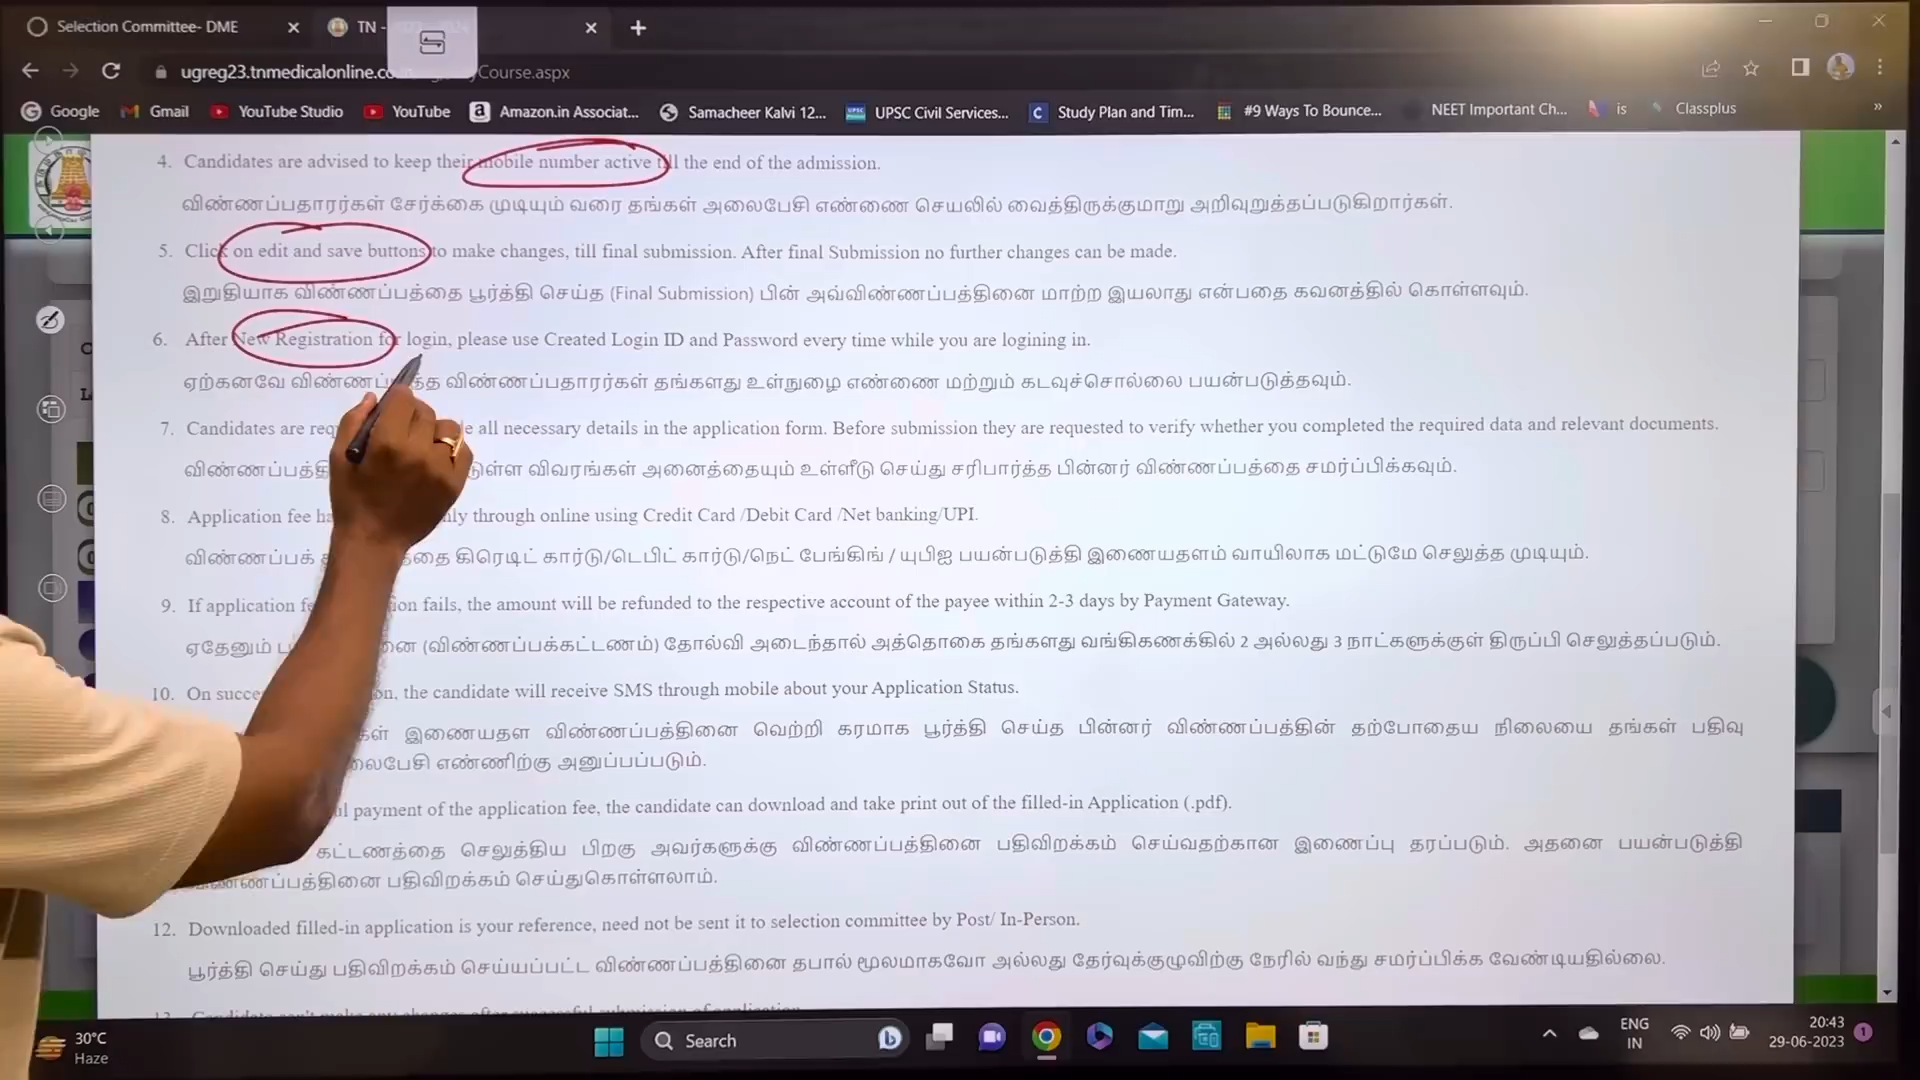 Selection Committee- DME
TN -
ugreg23.tnmedicalonline.co
Course.aspx
Google
Gmail
YouTube Studio
YouTube
Amazon.in Associat...
Samacheer Kalvi 12...
UPSC Civil Services...
Study Plan and Tim...
#9 Ways To Bounce...
NEET Important Ch...
is
Classplus
4. Candidates are advised to keep their mobile number active till the end of the admission.
விண்ணப்பதாரர்கள் சேர்க்கை முடியும் வரை தங்கள் அலைபேசி எண்ணை செயலில் வைத்திருக்குமாறு அறிவுறுத்தப்படுகிறார்கள்.
5. Click on edit and save buttons to make changes, till final submission. After final Submission no further changes can be made.
இறுதியாக விண்ணப்பத்தை பூர்த்தி செய்த (Final Submission) பின் அவ்விண்ணப்பத்தினை மாற்ற இயலாது என்பதை கவனத்தில் கொள்ளவும்.
6. After New Registration for login, please use Created Login ID and Password every time while you are logining in.
ஏற்கனவே விண்ணப்பித்த விண்ணப்பதாரர்கள் தங்களது உள்நுழை எண்ணை மற்றும் கடவுச்சொல்லை பயன்படுத்தவும்.
7. Candidates are all necessary details in the application form. Before submission they are requested to verify whether you completed the required data and relevant documents.
விவரங்கள் அனைத்தையும் உள்ளீடு செய்து சரிபார்த்த பின்னர் விண்ணப்பத்தை சமர்ப்பிக்கவும்.
8. Application fee through online using Credit Card /Debit Card /Net banking/UPI.
விண்ணப்பக் கிரெடிட் கார்டு/டெபிட் கார்டு/நெட் பேங்கிங் / யுபிஐ பயன்படுத்தி இணையதளம் வாயிலாக மட்டுமே செலுத்த முடியும்.
9. If application fails, the amount will be refunded to the respective account of the payee within 2-3 days by Payment Gateway.
ஏதேனும் (விண்ணப்பக்கட்டணம்) தோல்வி அடைந்தால் அத்தொகை தங்களது வங்கிகணக்கில் 2 அல்லது 3 நாட்களுக்குள் திருப்பி செலுத்தப்படும்.
10. On the candidate will receive SMS through mobile about your Application Status.
இணையதள விண்ணப்பத்தினை வெற்றி கரமாக பூர்த்தி செய்த பின்னர் விண்ணப்பத்தின் தற்போதைய நிலையை தங்கள் பதிவு
எண்ணிற்கு அனுப்பப்படும்.
payment of the application fee, the candidate can download and take print out of the filled-in Application (.pdf).
கட்டணத்தை செலுத்திய பிறகு அவர்களுக்கு விண்ணப்பத்தினை பதிவிறக்கம் செய்வதற்கான இணைப்பு தரப்படும். அதனை பயன்படுத்தி
பதிவிறக்கம் செய்துகொள்ளலாம்.
12. Downloaded filled-in application is your reference, need not be sent it to selection committee by Post/ In-Person.
பூர்த்தி செய்து பதிவிறக்கம் செய்யப்பட்ட விண்ணப்பத்தினை தபால் மூலமாகவோ அல்லது தேர்வுக்குழுவிற்கு நேரில் வந்து சமர்ப்பிக்க வேண்டியதில்லை.
30°C
Haze
Search
ENG
IN
20:43
29-06-2023
1